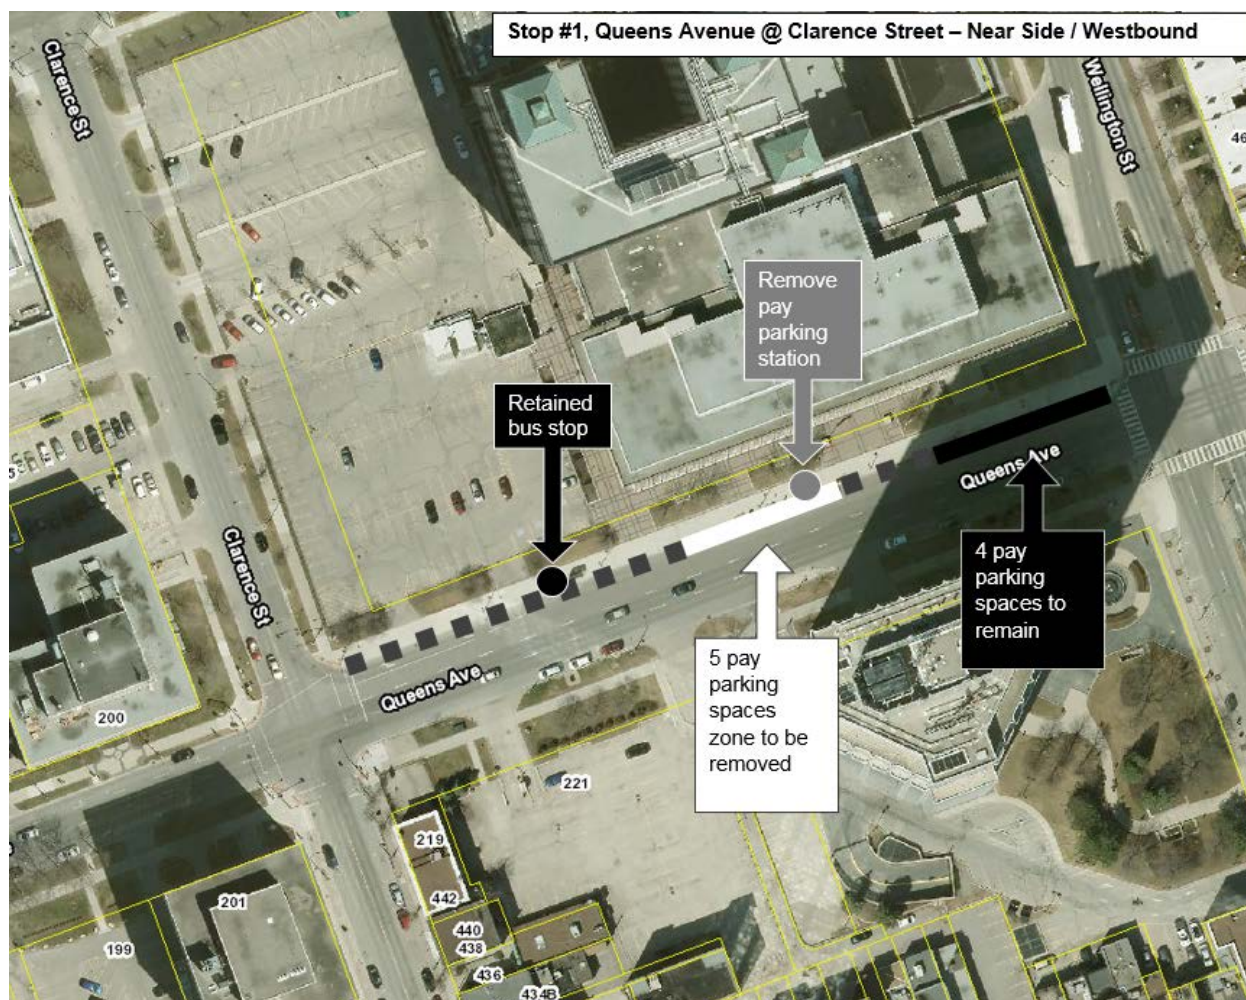 Stop #1, Queens Avenue @ Clarence Street – Near Side / Westbound
Clarence St
Wellington St
46
Remove
pay
parking
station
Retained
bus stop
Queens Ave
5
4 pay
parking
spaces to
remain
Clarence St
5 pay
parking
spaces
zone to be
removed
Queens Ave
200
221
219
442
201
440
438
199
436
434B